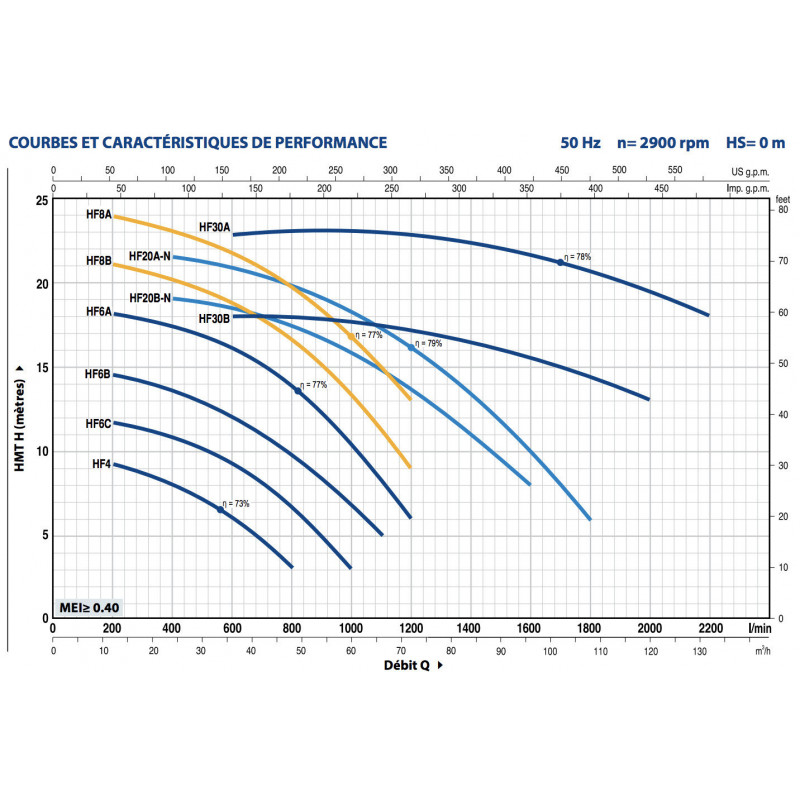 COURBES ET CARACTÉRISTIQUES DE PERFORMANCE 50 Hz n= 2900 rpm HS= 0 m
0 50 100 150 200 250 300 350 400 450 500 550 US g.p.m.
0 50 100 150 200 250 300 350 400 450 Imp. g.p.m.
25 feet
HF8A 80
HF30A
HF8B HF20A-N η = 78% 70
20
HF20B-N 60
HF6A HF30B
η = 77% η = 79%
50
15
HF6B η = 77%
40
HF6C
10
HF4 30
η = 73%
20
5
10
MEI≥ 0.40
0 0
200 400 600 800 1000 1200 1400 1600 1800 2000 2200 l/min
0 10 20 30 40 50 60 70 80 90 100 110 120 130 m³/h
HMT H (mètres)
Débit Q